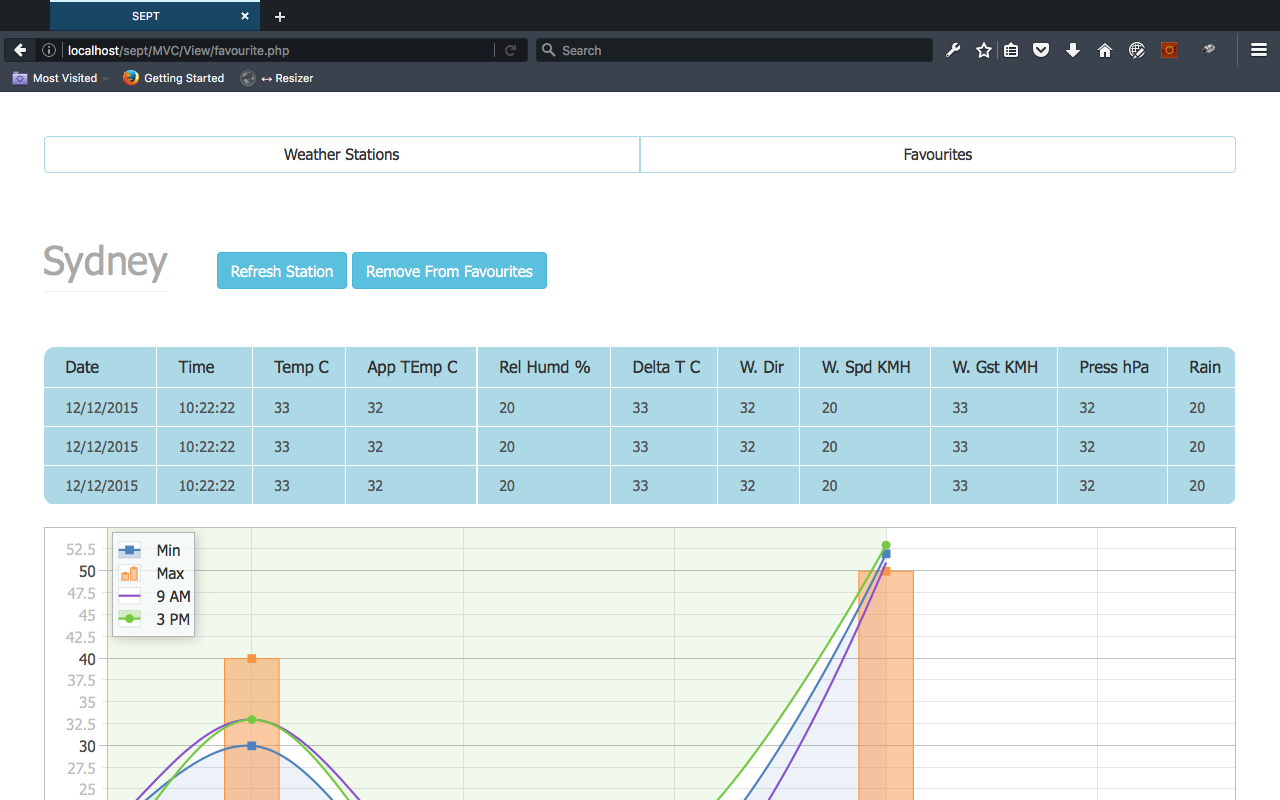 SEPT
localhost/sept/MVC/View/favourite.php
Search
Most Visited Getting Started ↔ Resizer
Weather Stations Favourites
Sydney Refresh Station Remove From Favourites
Date Time Temp C App TEmp C Rel Humd % Delta T C W. Dir W. Spd KMH W. Gst KMH Press hPa Rain
12/12/2015 10:22:22 33 32 20 33 32 20 33 32 20
12/12/2015 10:22:22 33 32 20 33 32 20 33 32 20
12/12/2015 10:22:22 33 32 20 33 32 20 33 32 20
Min
Max
9 AM
3 PM
52.5
50
47.5
45
42.5
40
37.5
35
32.5
30
27.5
25